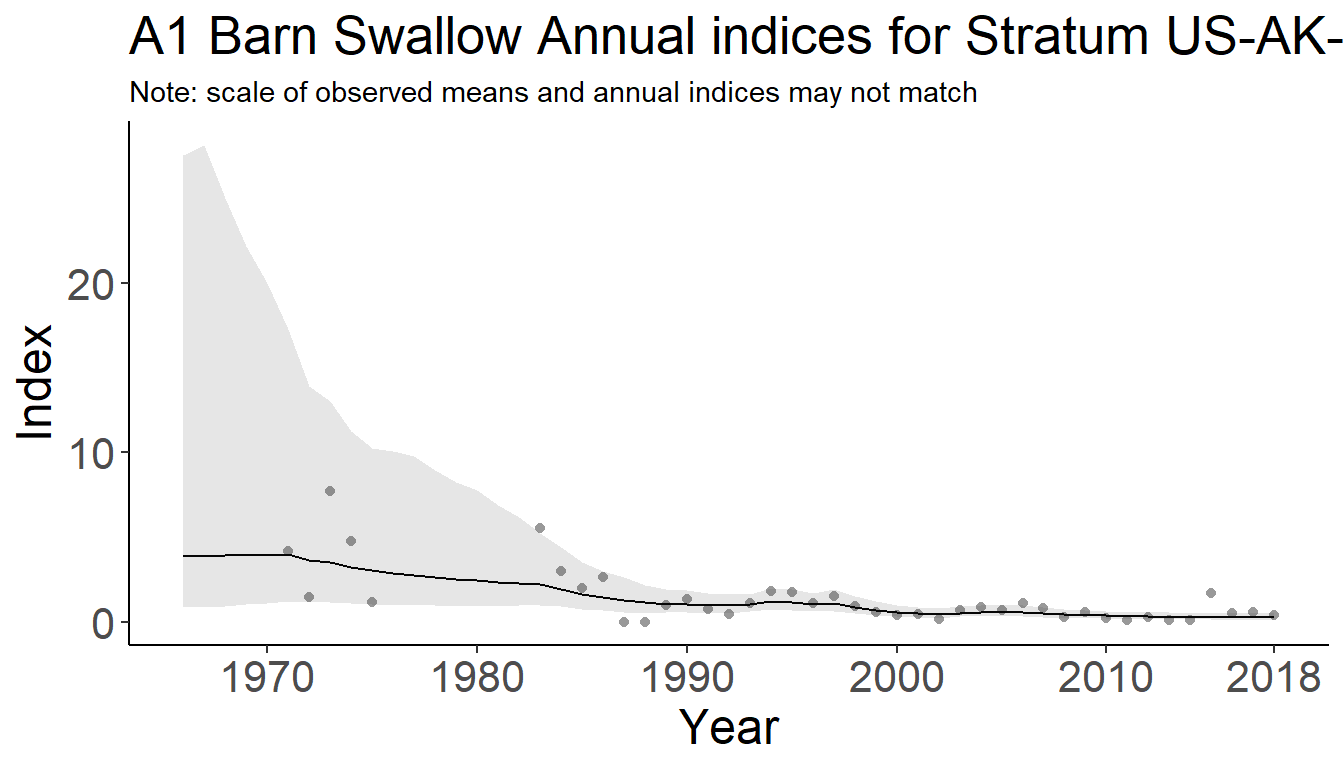 A1 Barn Swallow Annual indices for Stratum US-AK-
Note: scale of observed means and annual indices may not match
20
10
0
Index
1970 1980 1990 2000 2010 2018
Year